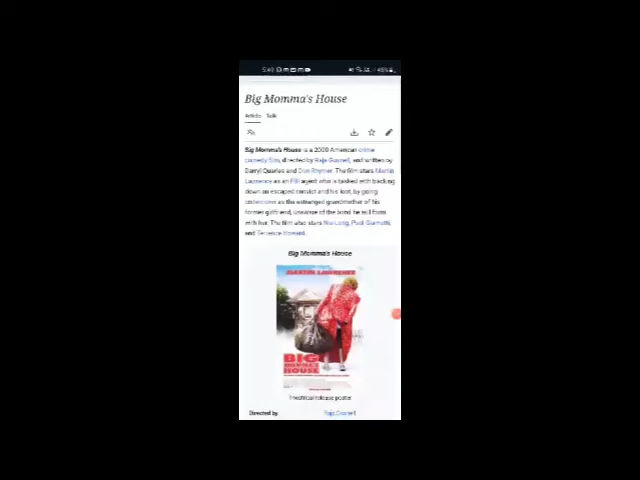 Big Momma's House
Article Talk
Big Momma's House is a 2000 American crime
comedy film, directed by Raja Gosnell, and written by
Darryl Quarles and Don Rhymer. The film stars Martin
Lawrence as an FBI agent who is tasked with tracking
down an escaped convict and his loot, by going
undercover as the estranged grandmother of his
former girlfriend, unaware of the bond he will form
with her. The film also stars Nia Long, Paul Giamatti,
and Terrence Howard.
Big Momma's House
MARTIN LAWRENCE
BIG
MOMMA'S
HOUSE
Theatrical release poster
Directed by Raja Gosnell